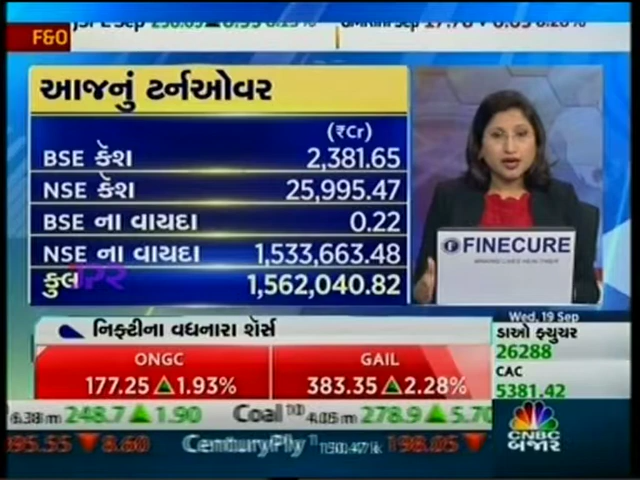 F&O
આજનું ટર્નઓવર
(₹Cr)
BSE કૅશ 2,381.65
NSE કૅશ 25,995.47
BSE ના વાયદા 0.22
NSE ના વાયદા 1,533,663.48
કુલ 1,562,040.82
FINECURE
Wed, 19 Sep
નિફ્ટીના વધનારા શૅર્સ
ONGC
177.25 ▲ 1.93%
GAIL
383.35 ▲ 2.28%
ડાઓ ફ્યુચર
26288
CAC
5381.42
248.7 ▲ 1.90 Coal 278.9 ▲ 5.70
▼ 8.60 CenturyPly 198.05 ▼
CNBC
બજાર